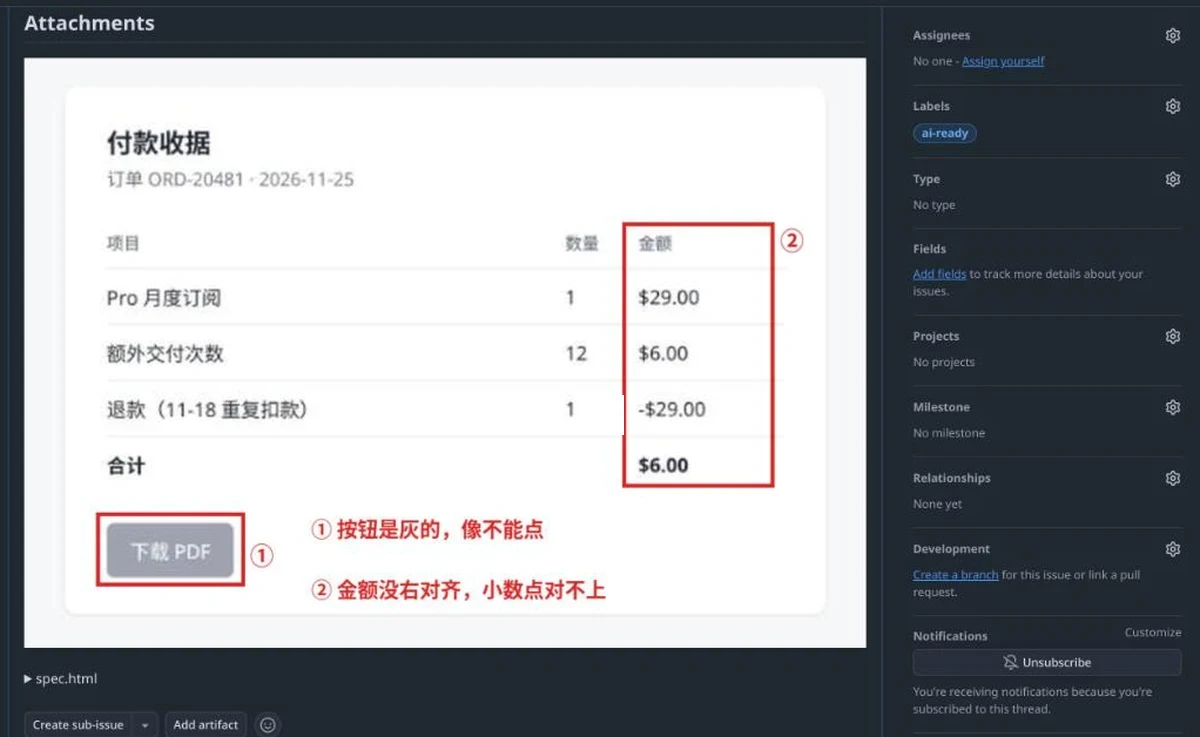 Attachments
付款收据
订单 ORD-20481 · 2026-11-25
项目 数量 金额 ②
Pro 月度订阅 1 $29.00
额外交付次数 12 $6.00
退款（11-18 重复扣款） 1 -$29.00
合计 $6.00
下载 PDF ①
① 按钮是灰的，像不能点
② 金额没右对齐，小数点对不上
spec.html
Create sub-issue
Add artifact
Assignees
No one - Assign yourself
Labels
ai-ready
Type
No type
Fields
Add fields to track more details about your
issues.
Projects
No projects
Milestone
No milestone
Relationships
None yet
Development
Create a branch for this issue or link a pull
request.
Notifications Customize
Unsubscribe
You're receiving notifications because you're
subscribed to this thread.